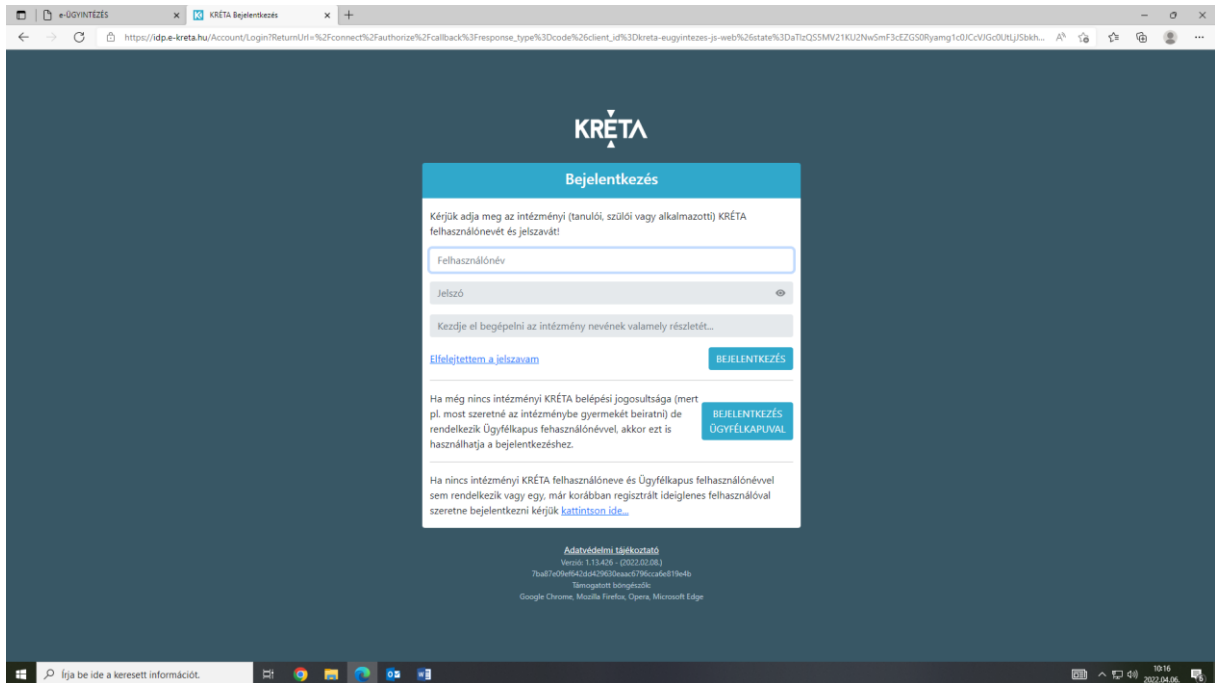 e-ÜGYINTÉZÉS
KRÉTA Bejelentkezés
KRÉTA
Bejelentkezés
Kérjük adja meg az intézményi (tanulói, szülői vagy alkalmazotti) KRÉTA
felhasználónevét és jelszavát!
Felhasználónév
Jelszó
Kezdje el begépelni az intézmény nevének valamely részletét...
Elfelejtettem a jelszavam
BEJELENTKEZÉS
Ha még nincs intézményi KRÉTA belépési jogosultsága (mert
pl. most szeretné az intézménybe gyermekét beiratni) de
rendelkezik Ügyfélkapus fehasználónévvel, akkor ezt is
használhatja a bejelentkezéshez.
BEJELENTKEZÉS
ÜGYFÉLKAPUVAL
Ha nincs intézményi KRÉTA felhasználóneve és Ügyfélkapus felhasználónévvel
sem rendelkezik vagy egy, már korábban regisztrált ideiglenes felhasználóval
szeretne bejelentkezni kérjük kattintson ide...
Adatvédelmi tájékoztató
Verzió: 1.13.426 - (2022.02.08.)
Támogatott böngészők:
Google Chrome, Mozilla Firefox, Opera, Microsoft Edge
Írja be ide a keresett információt.
10:16
2022.04.06.